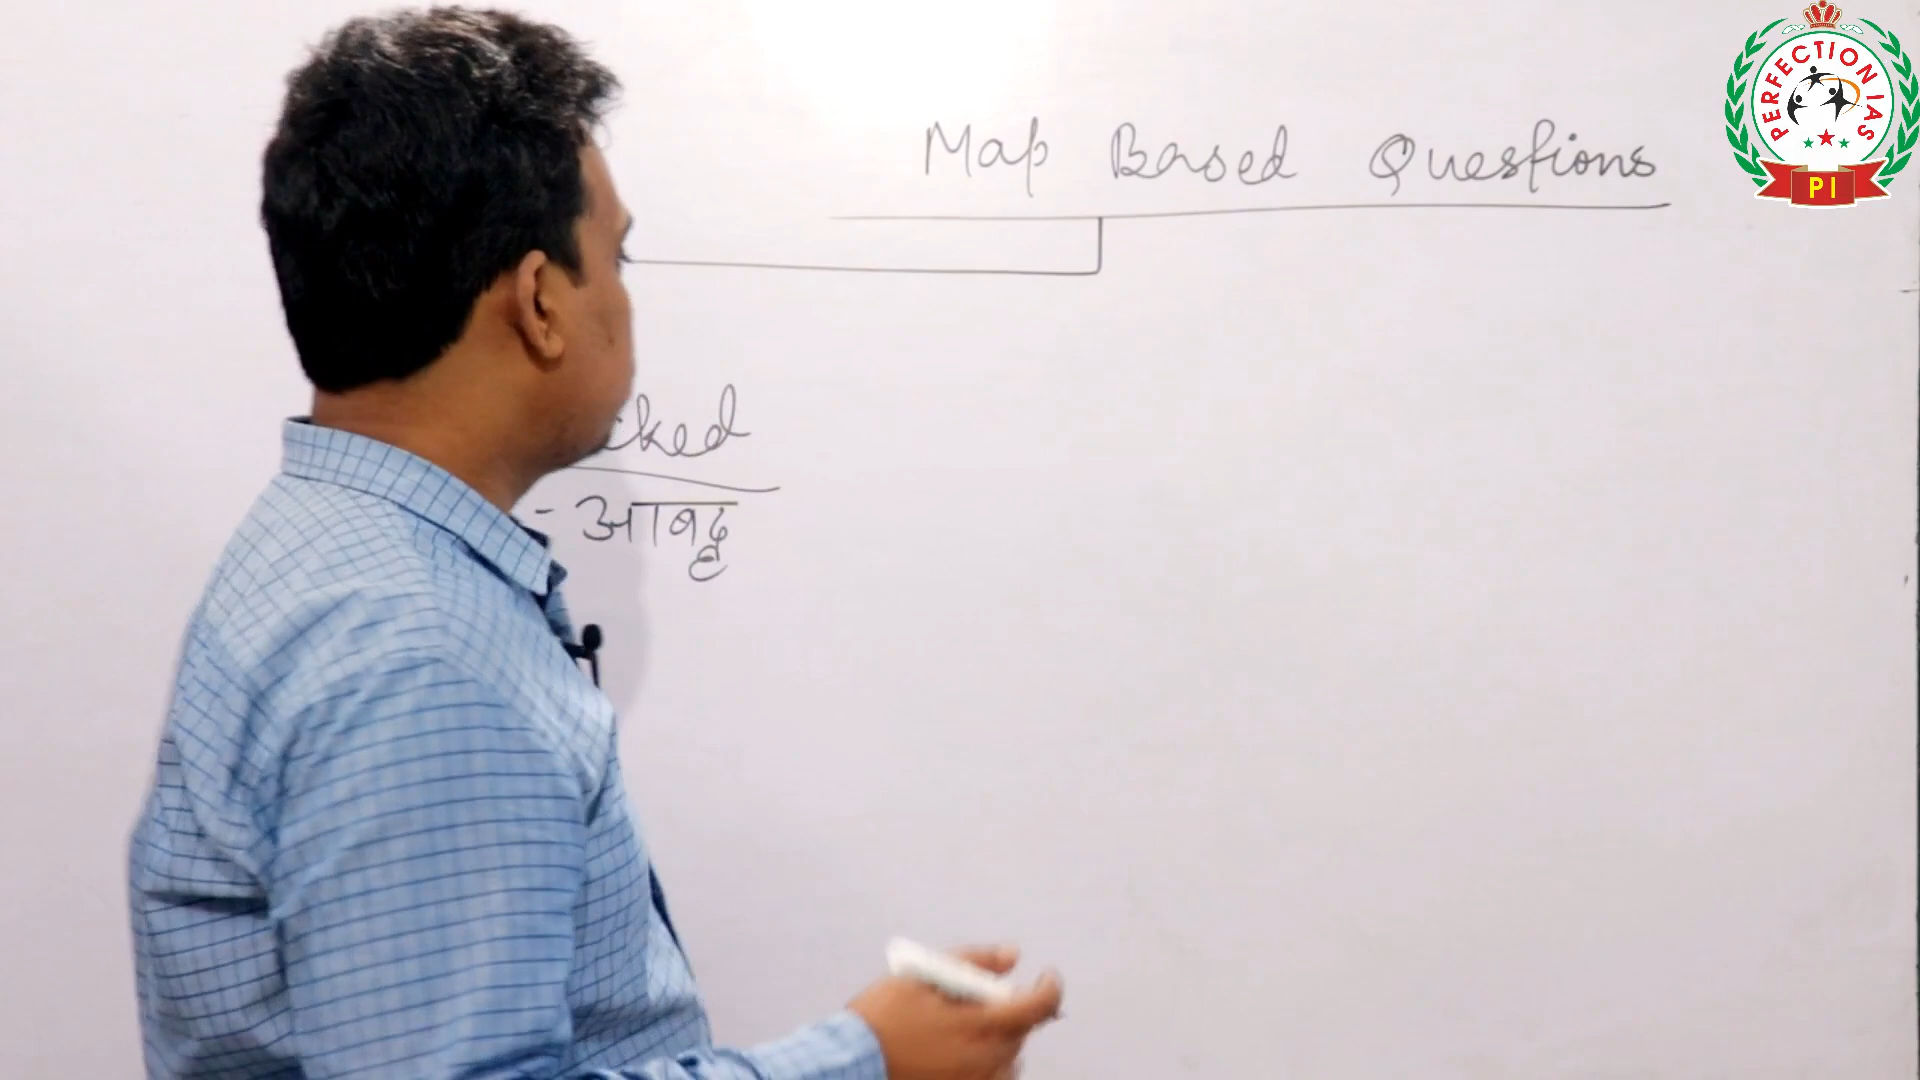 Map Based Questions
- आबद्ध
PERFECTION IAS
PI